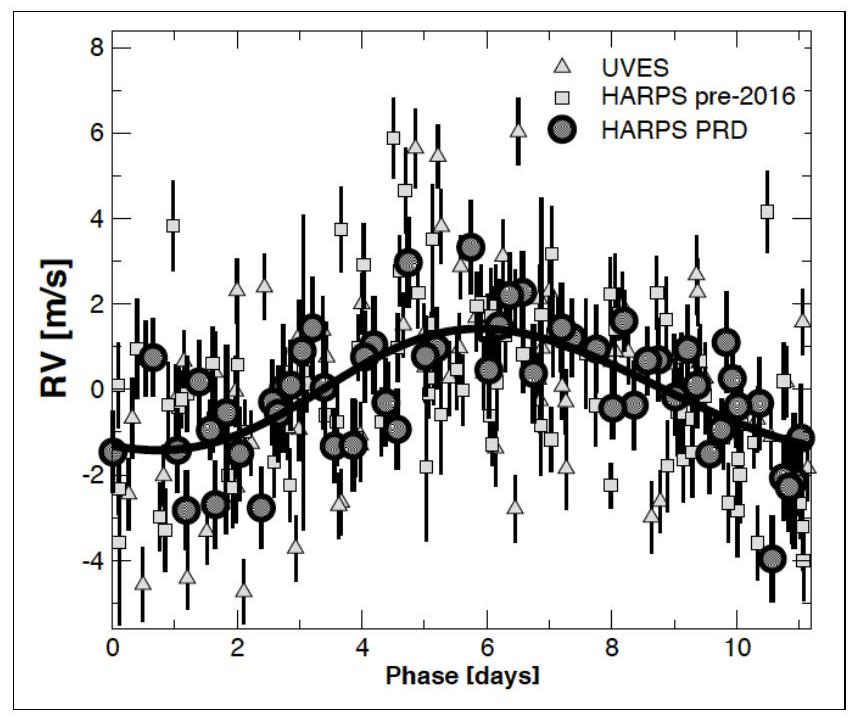 8
6
4
2
0
-2
-4
RV [m/s]
UVES
HARPS pre-2016
HARPS PRD
0 2 4 6 8 10
Phase [days]